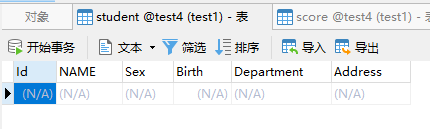 对象 student @test4 (test1) - 表 score @test4 (test1) - 表
开始事务 文本 筛选 排序 导入 导出
Id NAME Sex Birth Department Address
(N/A) (N/A) (N/A) (N/A) (N/A) (N/A)